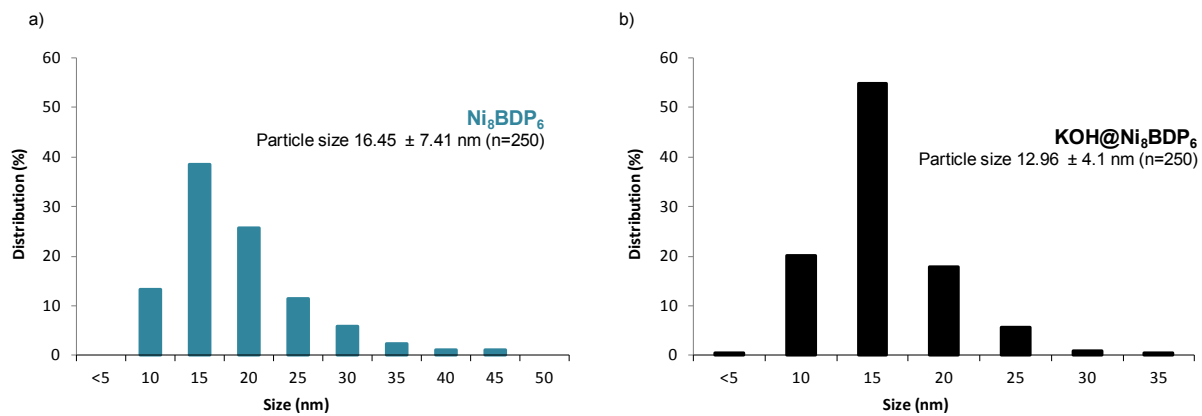 a)
60
50
40
30
20
10
0
Distribution (%)
Ni₈BDP₆
Particle size 16.45 ± 7.41 nm (n=250)
<5 10 15 20 25 30 35 40 45 50
Size (nm)
b)
60
50
40
30
20
10
0
Distribution (%)
KOH@Ni₈BDP₆
Particle size 12.96 ± 4.1 nm (n=250)
<5 10 15 20 25 30 35
Size (nm)